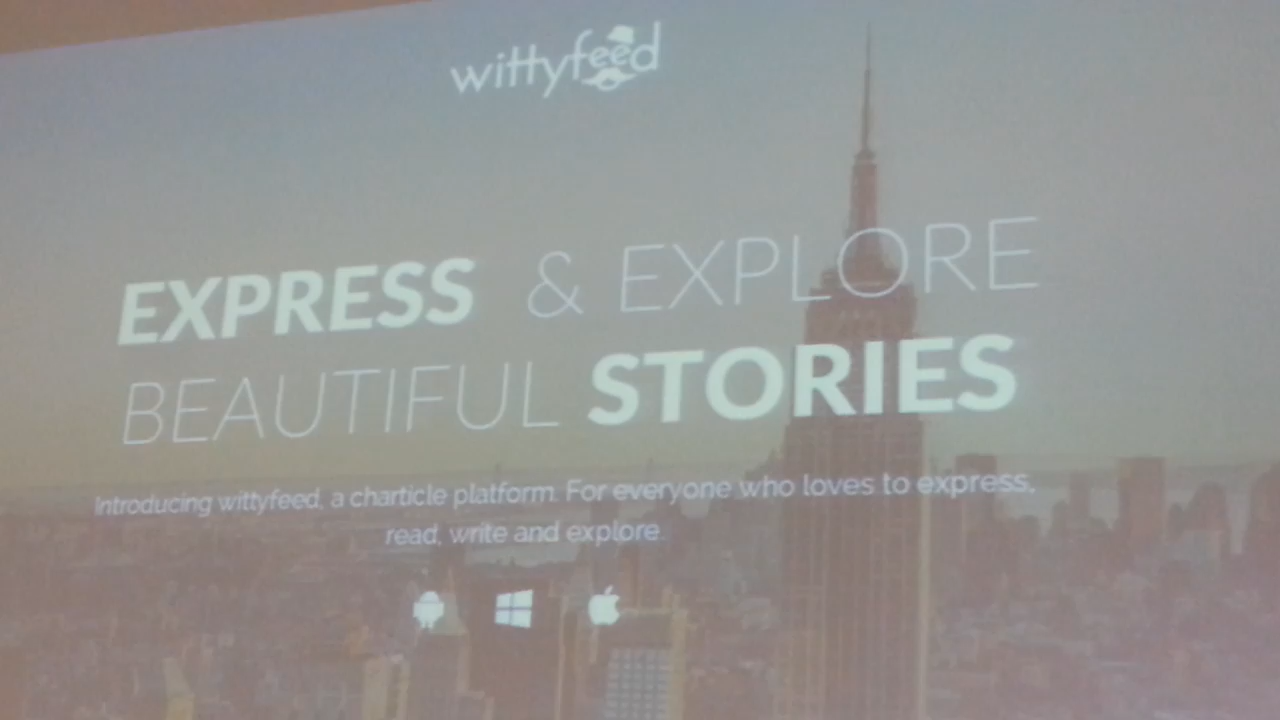 wittyfeed
EXPRESS & EXPLORE
BEAUTIFUL STORIES
Introducing wittyfeed, a charticle platform. For everyone who loves to express,
read, write and explore.